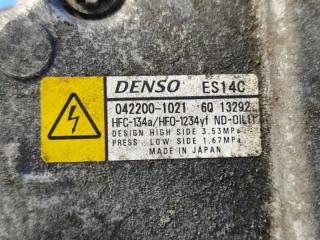 DENSO ES14C
042200-1021 6Q 13292
HFC-134a/HFO-1234yf ND-OIL11
DESIGN HIGH SIDE 3.53MPa
PRESS LOW SIDE 1.67MPa
MADE IN JAPAN